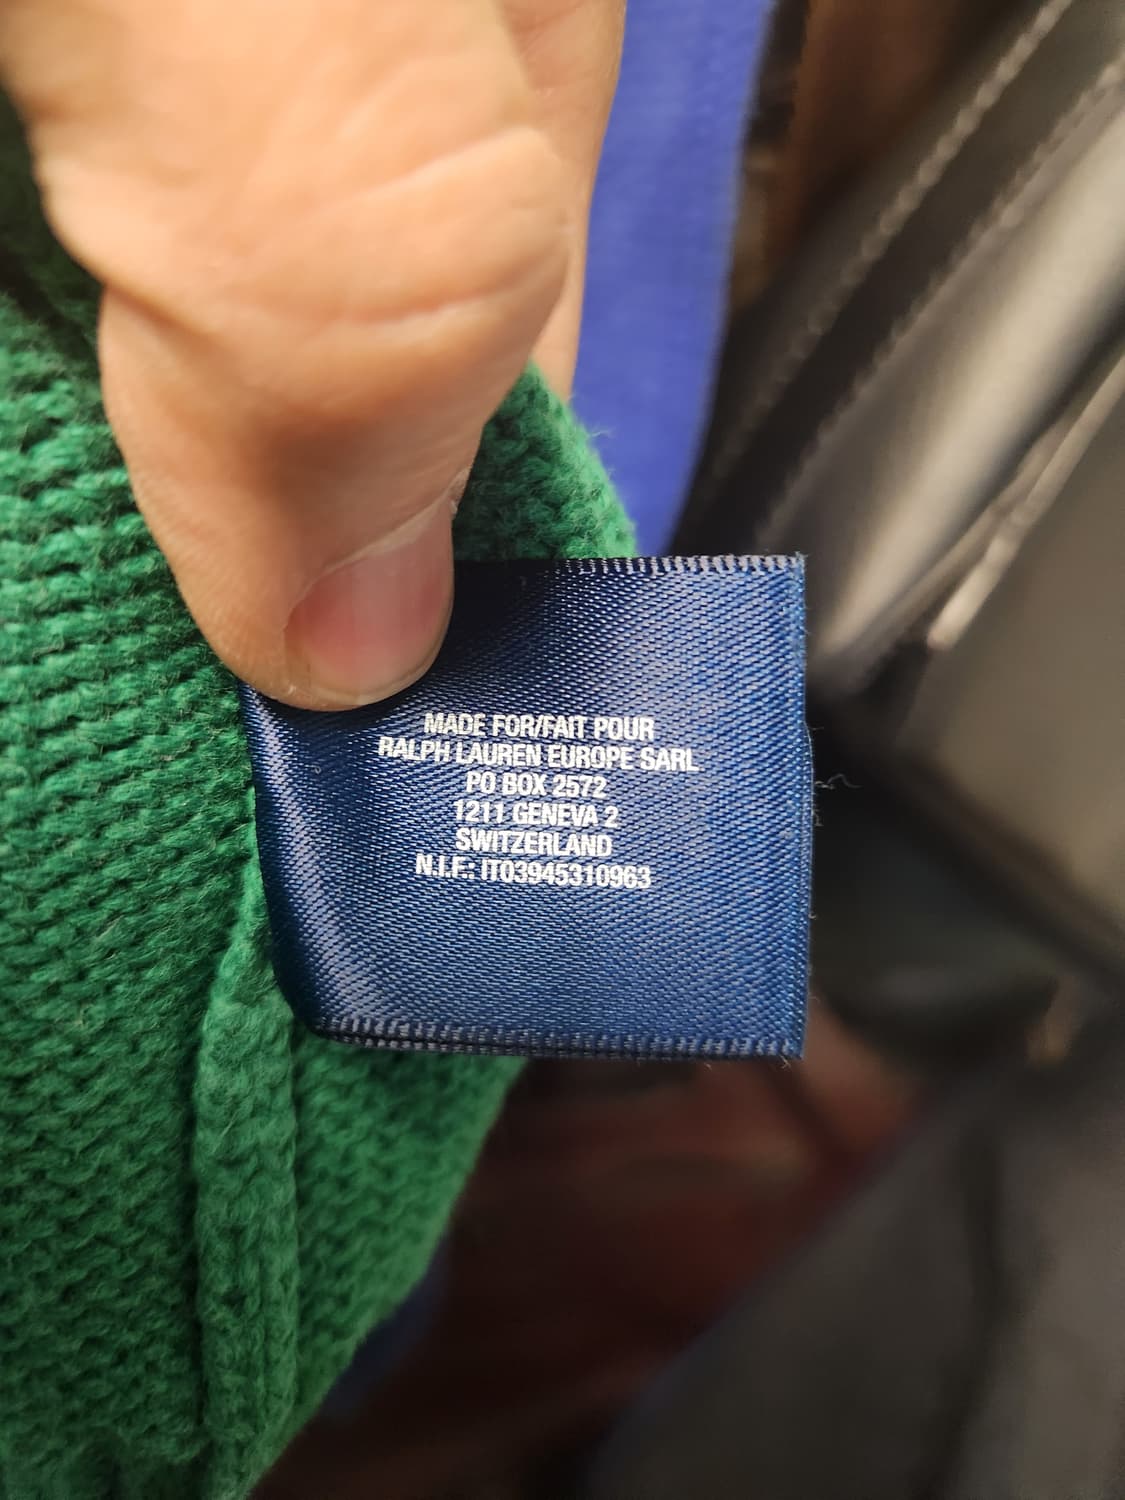 MADE FOR/FAIT POUR
RALPH LAUREN EUROPE SARL
PO BOX 2572
1211 GENEVA 2
SWITZERLAND
N.I.F.: IT03945310963